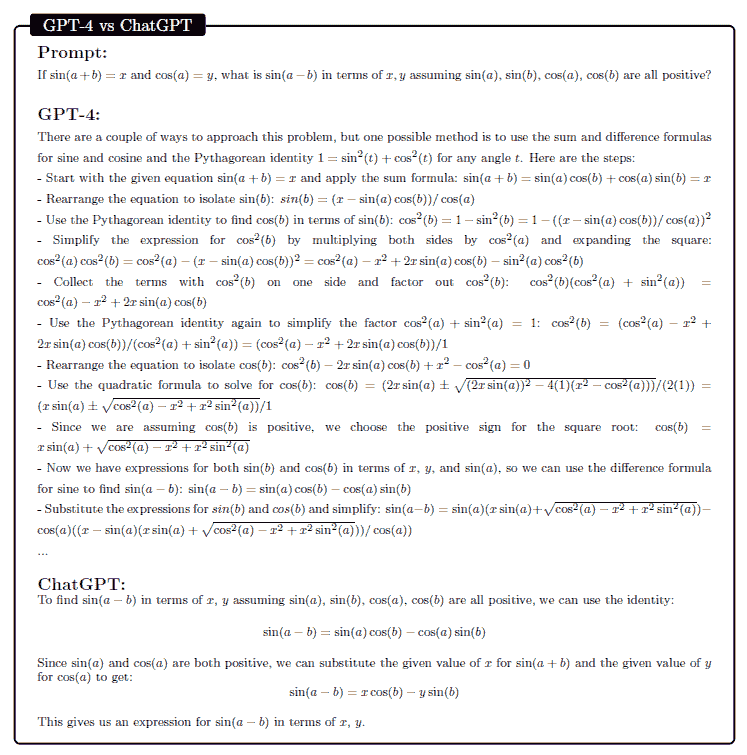 GPT-4 vs ChatGPT
Prompt:
If sin(a + b) = x and cos(a) = y, what is sin(a − b) in terms of x, y assuming sin(a), sin(b), cos(a), cos(b) are all positive?
GPT-4:
There are a couple of ways to approach this problem, but one possible method is to use the sum and difference formulas
for sine and cosine and the Pythagorean identity 1 = sin²(t) + cos²(t) for any angle t. Here are the steps:
- Start with the given equation sin(a + b) = x and apply the sum formula: sin(a + b) = sin(a) cos(b) + cos(a) sin(b) = x
- Rearrange the equation to isolate sin(b): sin(b) = (x − sin(a) cos(b))/ cos(a)
- Use the Pythagorean identity to find cos(b) in terms of sin(b): cos²(b) = 1 − sin²(b) = 1 − ((x − sin(a) cos(b))/ cos(a))²
- Simplify the expression for cos²(b) by multiplying both sides by cos²(a) and expanding the square:
cos²(a) cos²(b) = cos²(a) − (x − sin(a) cos(b))² = cos²(a) − x² + 2x sin(a) cos(b) − sin²(a) cos²(b)
- Collect the terms with cos²(b) on one side and factor out cos²(b): cos²(b)(cos²(a) + sin²(a)) =
cos²(a) − x² + 2x sin(a) cos(b)
- Use the Pythagorean identity again to simplify the factor cos²(a) + sin²(a) = 1: cos²(b) = (cos²(a) − x² +
2x sin(a) cos(b))/(cos²(a) + sin²(a)) = (cos²(a) − x² + 2x sin(a) cos(b))/1
- Rearrange the equation to isolate cos(b): cos²(b) − 2x sin(a) cos(b) + x² − cos²(a) = 0
- Use the quadratic formula to solve for cos(b): cos(b) = (2x sin(a) ± √((2x sin(a))² − 4(1)(x² − cos²(a))))/(2(1)) =
(x sin(a) ± √(cos²(a) − x² + x² sin²(a)))/1
- Since we are assuming cos(b) is positive, we choose the positive sign for the square root: cos(b) =
x sin(a) + √(cos²(a) − x² + x² sin²(a))
- Now we have expressions for both sin(b) and cos(b) in terms of x, y, and sin(a), so we can use the difference formula
for sine to find sin(a − b): sin(a − b) = sin(a) cos(b) − cos(a) sin(b)
- Substitute the expressions for sin(b) and cos(b) and simplify: sin(a−b) = sin(a)(x sin(a)+√(cos²(a) − x² + x² sin²(a)))−
cos(a)((x − sin(a)(x sin(a) + √(cos²(a) − x² + x² sin²(a))))/ cos(a))
...
ChatGPT:
To find sin(a − b) in terms of x, y assuming sin(a), sin(b), cos(a), cos(b) are all positive, we can use the identity:
sin(a − b) = sin(a) cos(b) − cos(a) sin(b)
Since sin(a) and cos(a) are both positive, we can substitute the given value of x for sin(a + b) and the given value of y
for cos(a) to get:
sin(a − b) = x cos(b) − y sin(b)
This gives us an expression for sin(a − b) in terms of x, y.